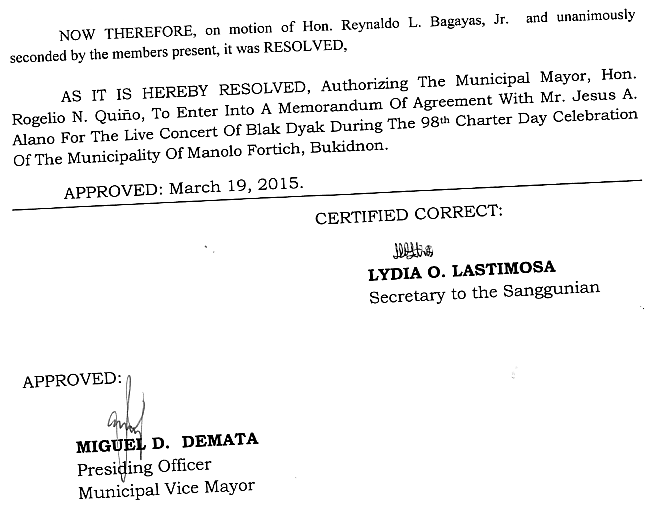 NOW THEREFORE, on motion of Hon. Reynaldo L. Bagayas, Jr. and unanimously
seconded by the members present, it was RESOLVED,
AS IT IS HEREBY RESOLVED, Authorizing The Municipal Mayor, Hon.
Rogelio N. Quiño, To Enter Into A Memorandum Of Agreement With Mr. Jesus A.
Alano For The Live Concert Of Blak Dyak During The 98th Charter Day Celebration
Of The Municipality Of Manolo Fortich, Bukidnon.
APPROVED: March 19, 2015.
CERTIFIED CORRECT:
LYDIA O. LASTIMOSA
Secretary to the Sanggunian
APPROVED:
MIGUEL D. DEMATA
Presiding Officer
Municipal Vice Mayor